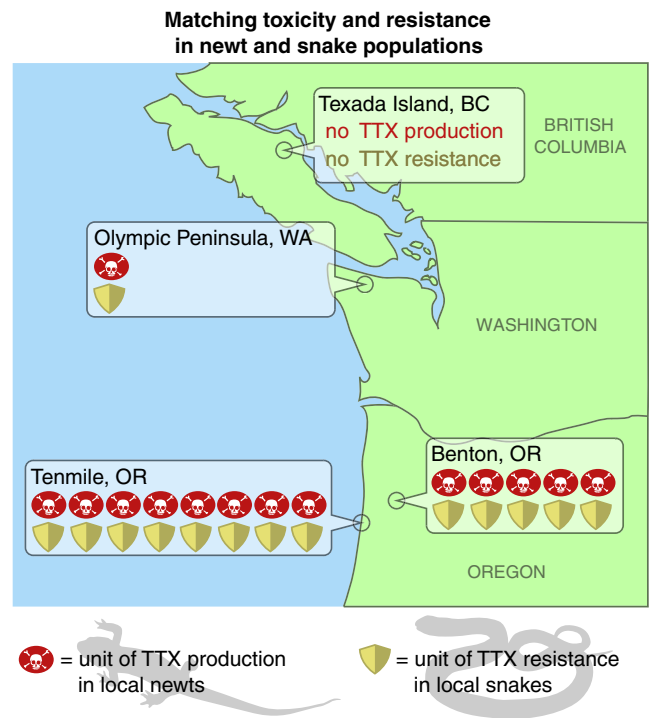 Matching toxicity and resistance
in newt and snake populations
Texada Island, BC
no TTX production
no TTX resistance
BRITISH
COLUMBIA
Olympic Peninsula, WA
WASHINGTON
Tenmile, OR
Benton, OR
OREGON
= unit of TTX production
in local newts
= unit of TTX resistance
in local snakes